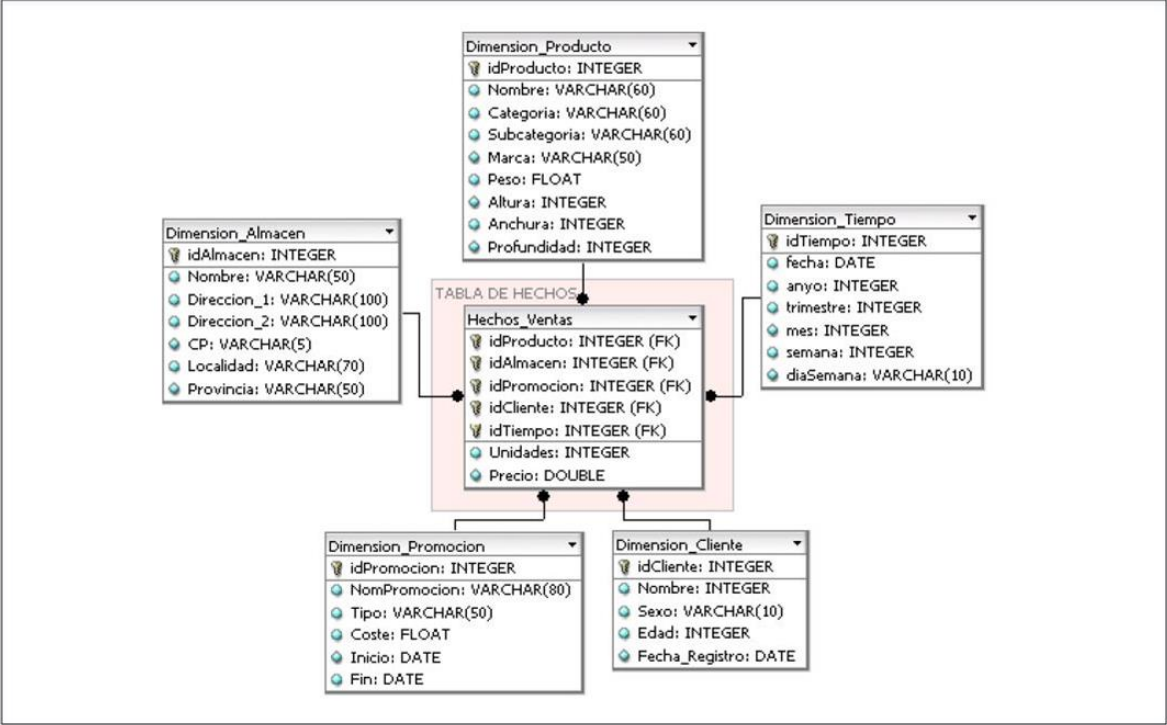 Dimension_Producto
idProducto: INTEGER
Nombre: VARCHAR(60)
Categoria: VARCHAR(60)
Subcategoria: VARCHAR(60)
Marca: VARCHAR(50)
Peso: FLOAT
Altura: INTEGER
Anchura: INTEGER
Profundidad: INTEGER
Dimension_Almacen
idAlmacen: INTEGER
Nombre: VARCHAR(50)
Direccion_1: VARCHAR(100)
Direccion_2: VARCHAR(100)
CP: VARCHAR(5)
Localidad: VARCHAR(70)
Provincia: VARCHAR(50)
TABLA DE HECHOS
Hechos_Ventas
idProducto: INTEGER (FK)
idAlmacen: INTEGER (FK)
idPromocion: INTEGER (FK)
idCliente: INTEGER (FK)
idTiempo: INTEGER (FK)
Unidades: INTEGER
Precio: DOUBLE
Dimension_Tiempo
idTiempo: INTEGER
fecha: DATE
anyo: INTEGER
trimestre: INTEGER
mes: INTEGER
semana: INTEGER
diaSemana: VARCHAR(10)
Dimension_Promocion
idPromocion: INTEGER
NomPromocion: VARCHAR(80)
Tipo: VARCHAR(50)
Coste: FLOAT
Inicio: DATE
Fin: DATE
Dimension_Cliente
idCliente: INTEGER
Nombre: INTEGER
Sexo: VARCHAR(10)
Edad: INTEGER
Fecha_Registro: DATE